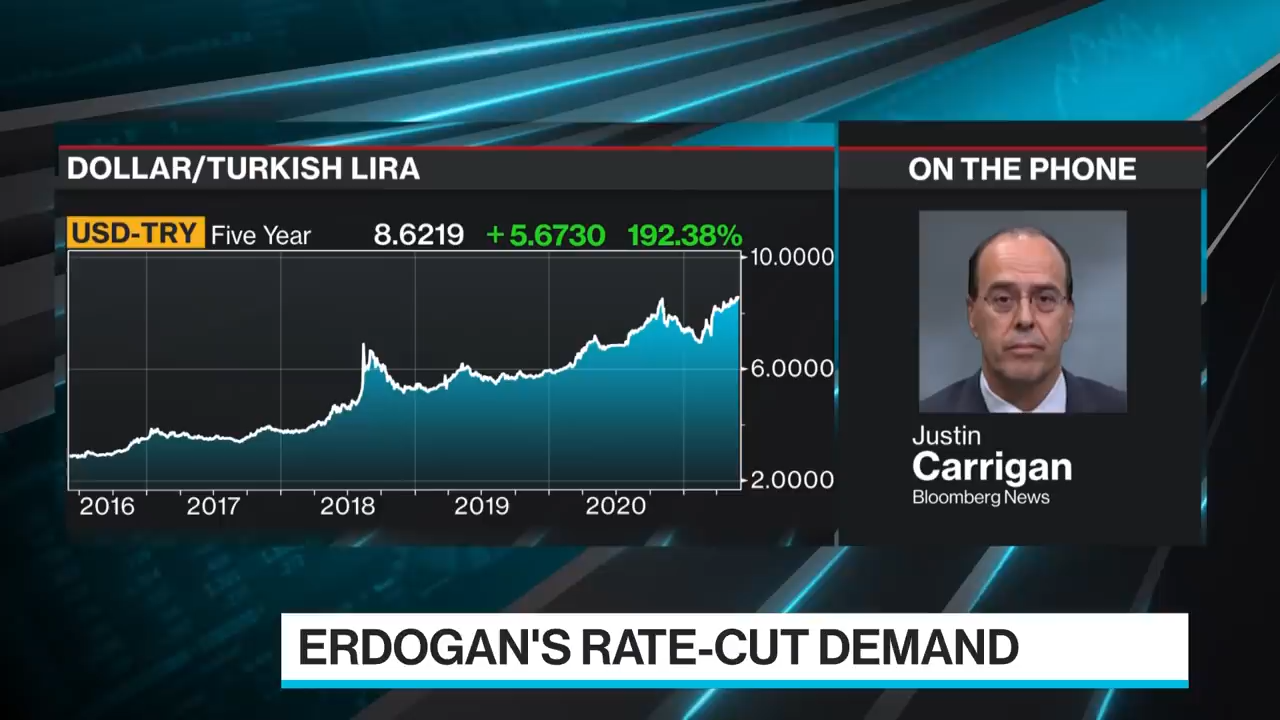 DOLLAR/TURKISH LIRA
USD-TRY Five Year 8.6219 +5.6730 192.38%
10.0000
6.0000
2.0000
2016 2017 2018 2019 2020
ON THE PHONE
Justin
Carrigan
Bloomberg News
ERDOGAN'S RATE-CUT DEMAND